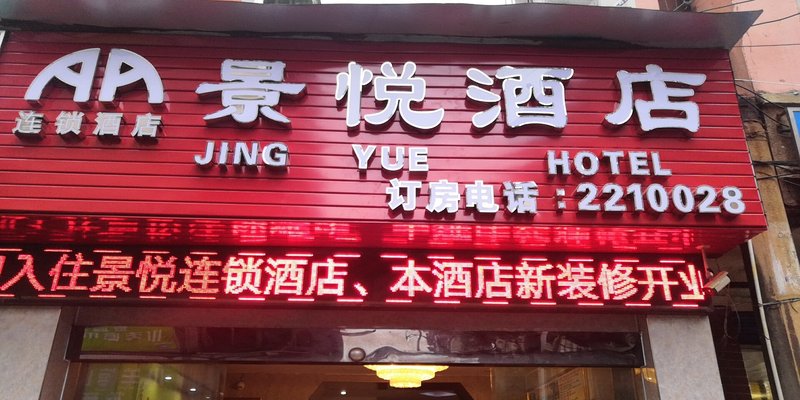 景悦酒店
连锁酒店
JING YUE HOTEL
订房电话:2210028
入住景悦连锁酒店、本酒店新装修开业